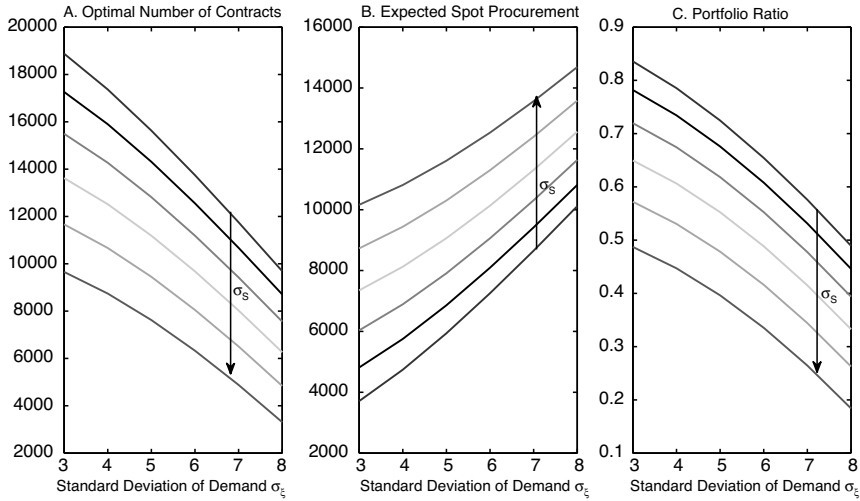 A. Optimal Number of Contracts
20000
18000
16000
14000
12000
10000
8000
6000
4000
2000
σS
3 4 5 6 7 8
Standard Deviation of Demand σξ
B. Expected Spot Procurement
16000
14000
12000
10000
8000
6000
4000
2000
σS
3 4 5 6 7 8
Standard Deviation of Demand σξ
C. Portfolio Ratio
0.9
0.8
0.7
0.6
0.5
0.4
0.3
0.2
0.1
σS
3 4 5 6 7 8
Standard Deviation of Demand σξ